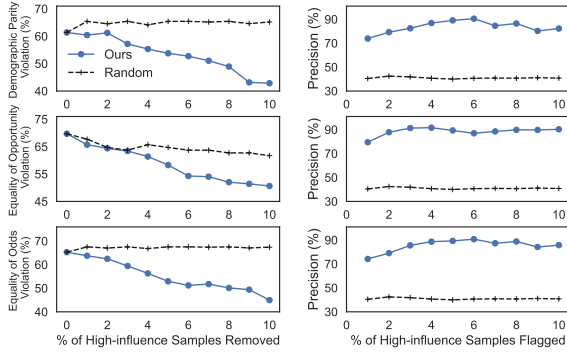 Demographic Parity
Violation (%)
70
60
50
40
Ours
Random
0 2 4 6 8 10
Precision (%)
90
70
50
30
0 2 4 6 8 10
Equality of Opportunity
Violation (%)
75
65
55
45
0 2 4 6 8 10
Precision (%)
90
70
50
30
0 2 4 6 8 10
Equality of Odds
Violation (%)
70
60
50
40
0 2 4 6 8 10
% of High-influence Samples Removed
Precision (%)
90
70
50
30
0 2 4 6 8 10
% of High-influence Samples Flagged